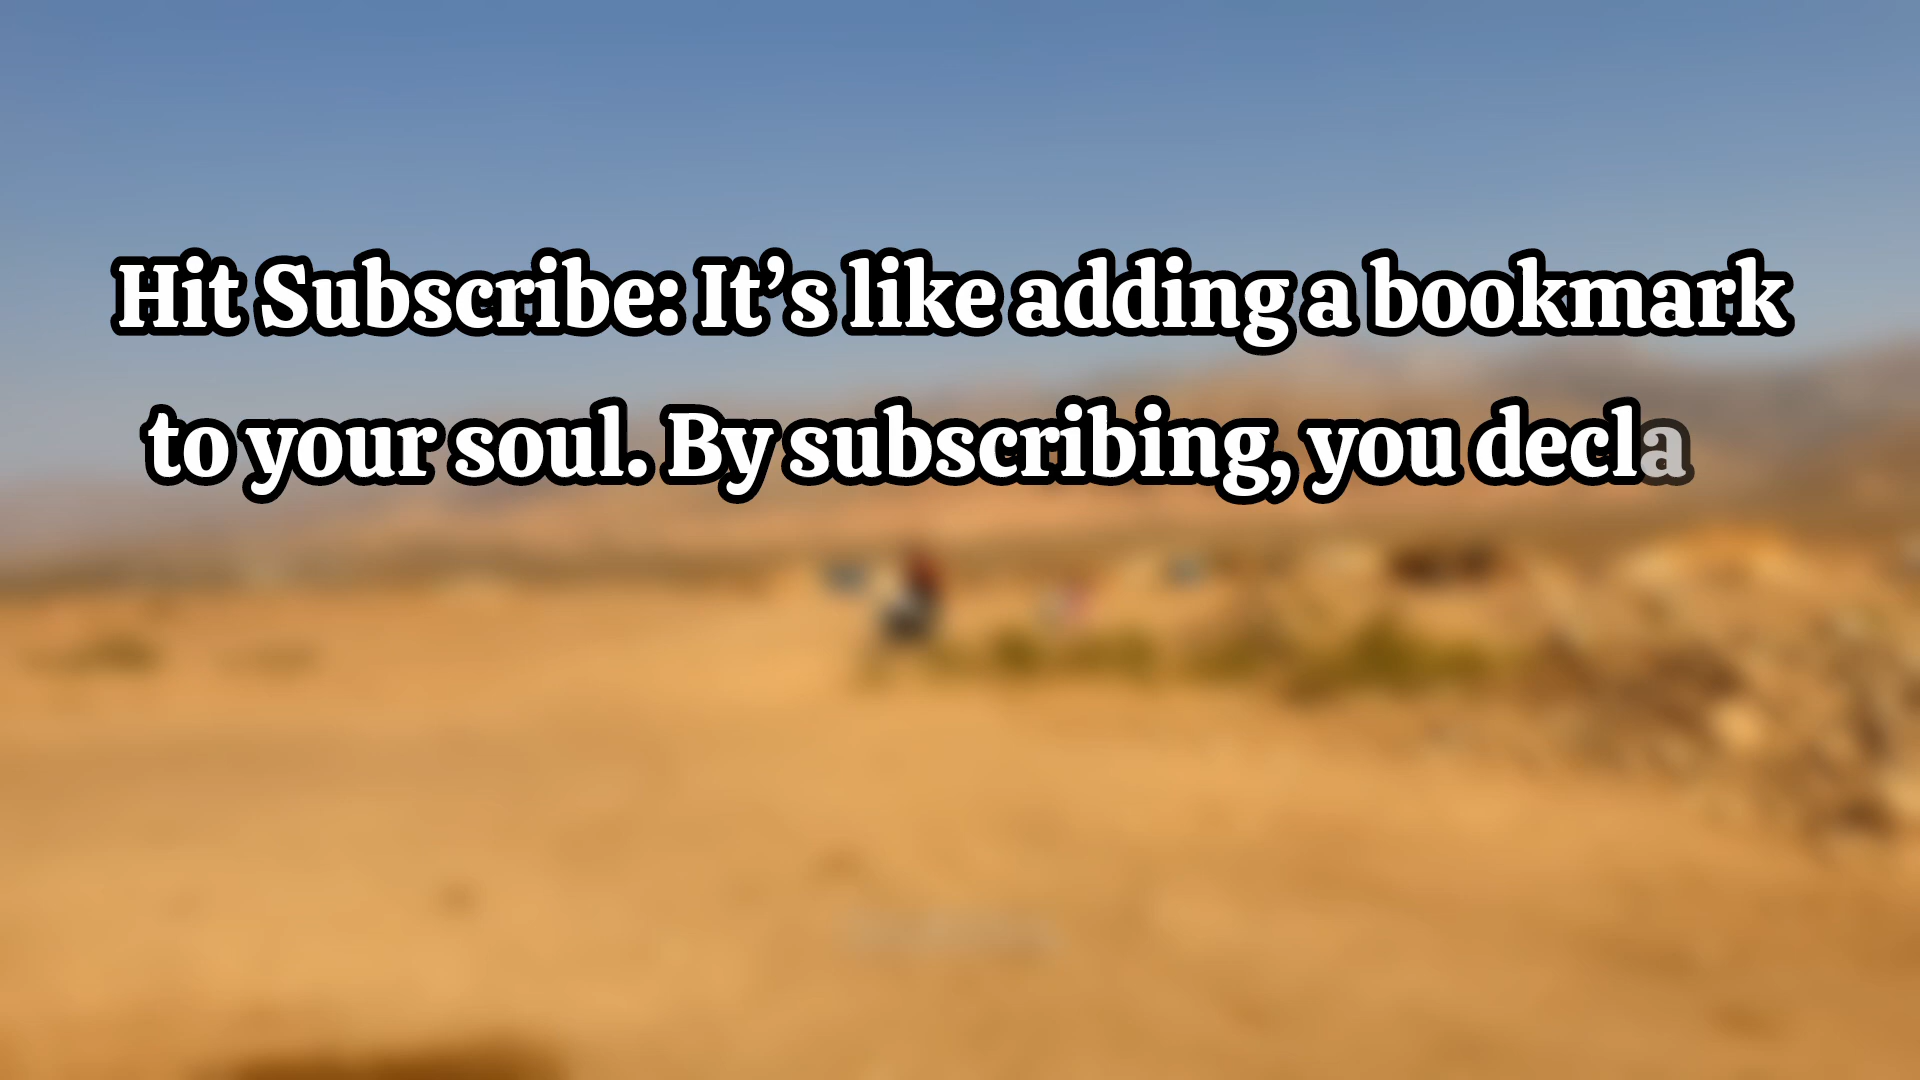 Hit Subscribe: It’s like adding a bookmark
to your soul. By subscribing, you decla